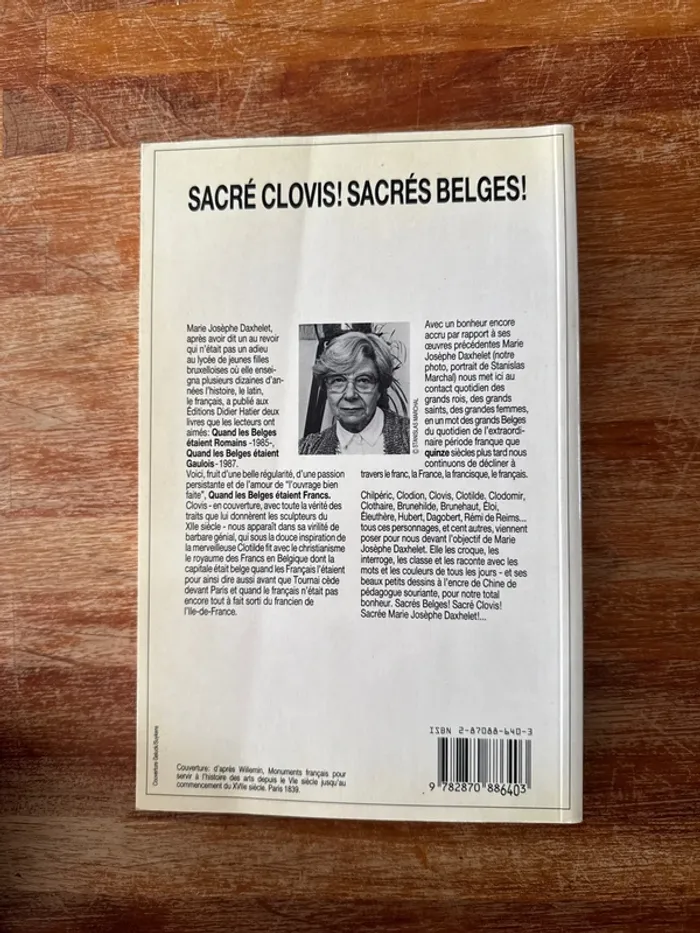 SACRÉ CLOVIS! SACRÉS BELGES!
Marie Josèphe Daxhelet,
après avoir dit un au revoir
qui n'était pas un adieu
au lycée de jeunes filles
bruxelloises où elle ensei
gna plusieurs dizaines d'an-
nées l'histoire, le latin,
le français, a publié aux
Éditions Didier Hatier deux
livres que les lecteurs ont
aimés: Quand les Belges
étaient Romains -1985-,
Quand les Belges étaient
Gaulois -1987.
Voici, fruit d'une belle régularité, d'une passion
persistante et de l'amour de "l'ouvrage bien
faite", Quand les Belges étaient Francs.
Clovis - en couverture, avec toute la vérité des
traits que lui donnèrent les sculpteurs du
XIIe siècle - nous apparaît dans sa virilité de
barbare génial, qui sous la douce inspiration de
la merveilleuse Clotilde fit avec le christianisme
le royaume des Francs en Belgique dont la
capitale était belge quand les Français l'étaient
pour ainsi dire aussi avant que Tournai cède
devant Paris et quand le français n'était pas
encore tout à fait sorti du francien de
l'Ile-de-France.
© STANISLAS MARCHAL
Avec un bonheur encore
accru par rapport à ses
œuvres précédentes Marie
Josèphe Daxhelet (notre
photo, portrait de Stanislas
Marchal) nous met ici au
contact quotidien des
grands rois, des grands
saints, des grandes femmes,
en un mot des grands Belges
du quotidien de l'extraordi-
naire période franque que
quinze siècles plus tard nous
continuons de décliner à
travers le franc, la France, la francisque, le français.
Chilpéric, Clodion, Clovis, Clotilde, Clodomir,
Clothaire, Brunehilde, Brunehaut, Éloi,
Éleuthère, Hubert, Dagobert, Rémi de Reims...
tous ces personnages, et cent autres, viennent
poser pour nous devant l'objectif de Marie
Josèphe Daxhelet. Elle les croque, les
interroge, les classe et les raconte avec les
mots et les couleurs de tous les jours - et ses
beaux petits dessins à l'encre de Chine de
pédagogue souriante, pour notre total
bonheur. Sacrés Belges! Sacré Clovis!
Sacrée Marie Josèphe Daxhelet!...
Couverture
Couverture: d'après Willemin, Monuments français pour
servir à l'histoire des arts depuis le VIe siècle jusqu'au
commencement du XVIIe siècle. Paris 1839.
ISBN 2-87088-640-3
9 782870 886403